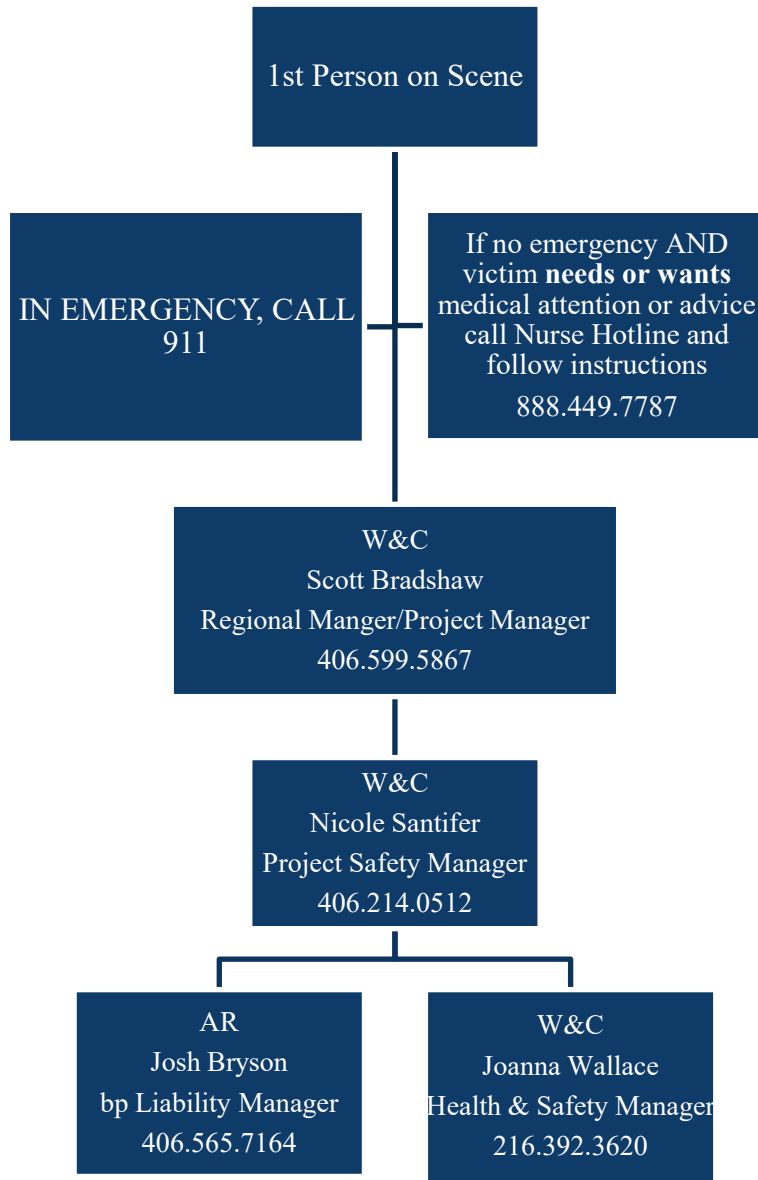 1st Person on Scene
IN EMERGENCY, CALL
911
If no emergency AND
victim needs or wants
medical attention or advice
call Nurse Hotline and
follow instructions
888.449.7787
W&C
Scott Bradshaw
Regional Manger/Project Manager
406.599.5867
W&C
Nicole Santifer
Project Safety Manager
406.214.0512
AR
Josh Bryson
bp Liability Manager
406.565.7164
W&C
Joanna Wallace
Health & Safety Manager
216.392.3620